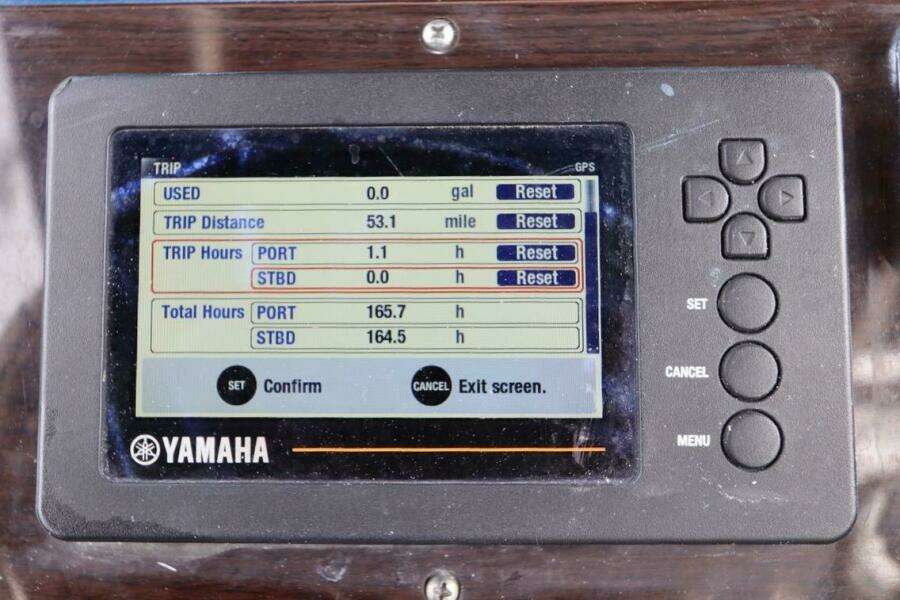 TRIP GPS
USED 0.0 gal Reset
TRIP Distance 53.1 mile Reset
TRIP Hours PORT 1.1 h Reset
STBD 0.0 h Reset
Total Hours PORT 165.7 h
STBD 164.5 h
SET Confirm CANCEL Exit screen.
YAMAHA
SET
CANCEL
MENU